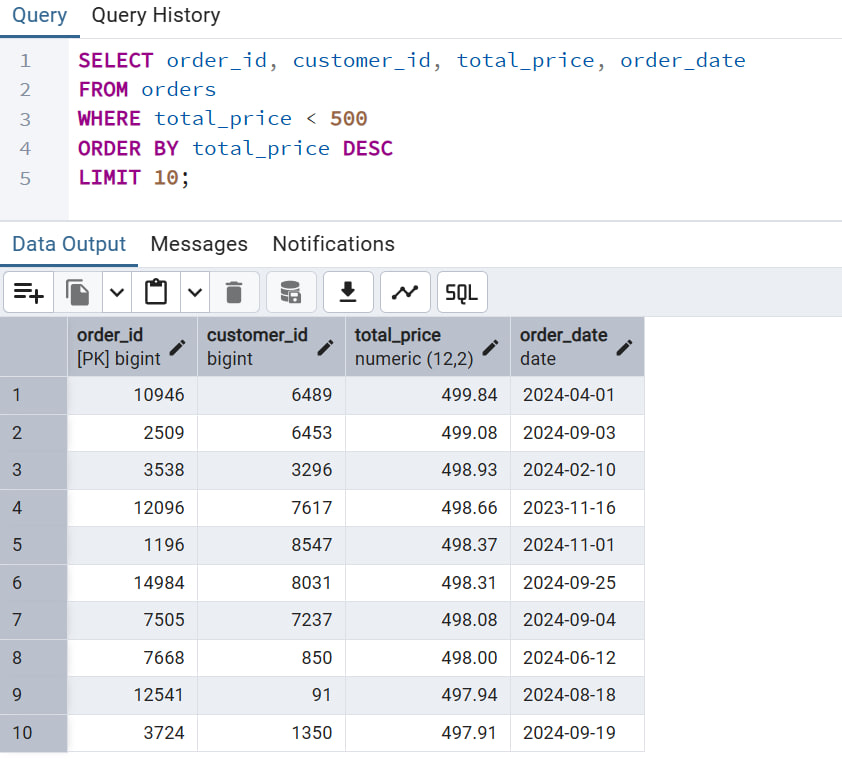 Query Query History
1 SELECT order_id, customer_id, total_price, order_date
2 FROM orders
3 WHERE total_price < 500
4 ORDER BY total_price DESC
5 LIMIT 10;
Data Output Messages Notifications
SQL
order_id customer_id total_price order_date
[PK] bigint bigint numeric (12,2) date
1 10946 6489 499.84 2024-04-01
2 2509 6453 499.08 2024-09-03
3 3538 3296 498.93 2024-02-10
4 12096 7617 498.66 2023-11-16
5 1196 8547 498.37 2024-11-01
6 14984 8031 498.31 2024-09-25
7 7505 7237 498.08 2024-09-04
8 7668 850 498.00 2024-06-12
9 12541 91 497.94 2024-08-18
10 3724 1350 497.91 2024-09-19